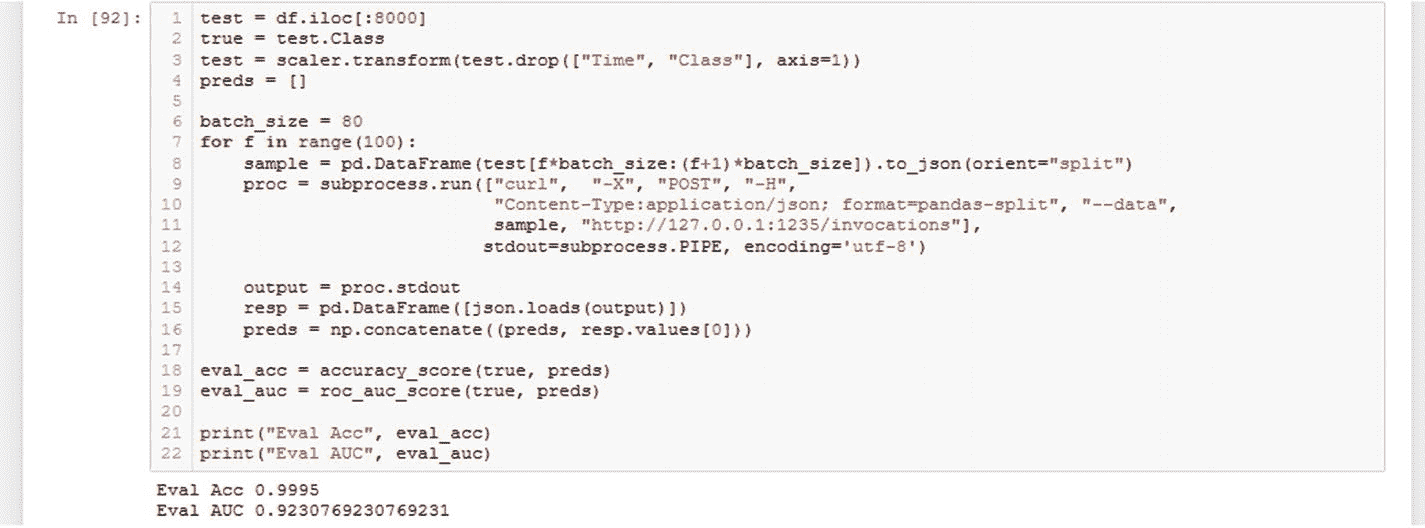 In [92]:
1 test = df.iloc[:8000]
2 true = test.Class
3 test = scaler.transform(test.drop(["Time", "Class"], axis=1))
4 preds = []
5
6 batch_size = 80
7 for f in range(100):
8     sample = pd.DataFrame(test[f*batch_size:(f+1)*batch_size]).to_json(orient="split")
9     proc = subprocess.run(["curl",  "-X", "POST", "-H",
10                            "Content-Type:application/json; format=pandas-split", "--data",
11                            sample, "http://127.0.0.1:1235/invocations"],
12                           stdout=subprocess.PIPE, encoding='utf-8')
13
14     output = proc.stdout
15     resp = pd.DataFrame([json.loads(output)])
16     preds = np.concatenate((preds, resp.values[0]))
17
18 eval_acc = accuracy_score(true, preds)
19 eval_auc = roc_auc_score(true, preds)
20
21 print("Eval Acc", eval_acc)
22 print("Eval AUC", eval_auc)
Eval Acc 0.9995
Eval AUC 0.9230769230769231